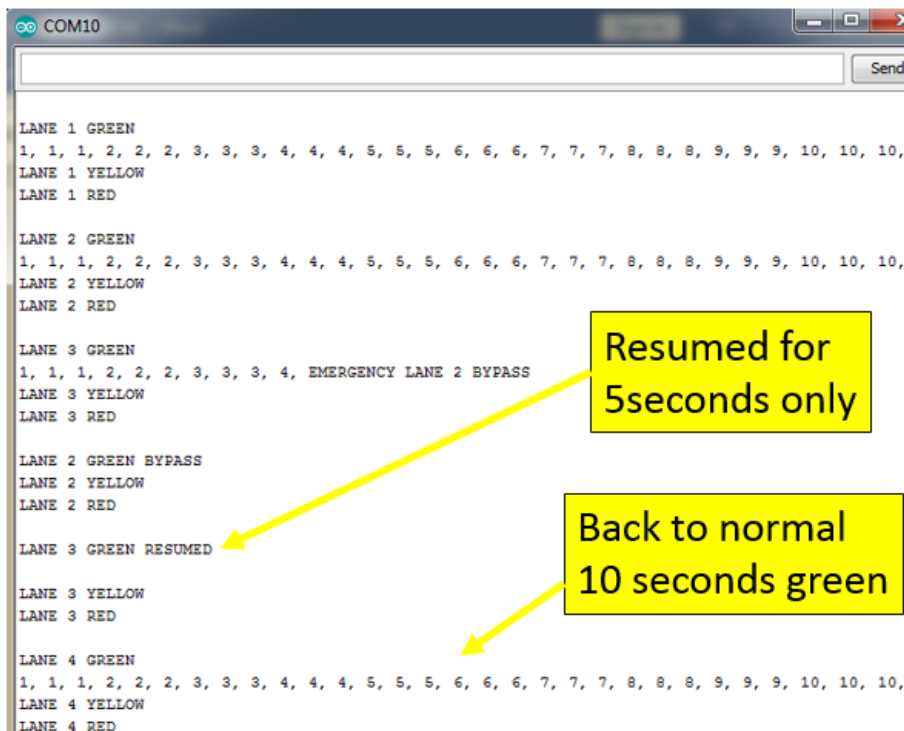 COM10
Send
LANE 1 GREEN
1, 1, 1, 2, 2, 2, 3, 3, 3, 4, 4, 4, 5, 5, 5, 6, 6, 6, 7, 7, 7, 8, 8, 8, 9, 9, 9, 10, 10, 10,
LANE 1 YELLOW
LANE 1 RED
LANE 2 GREEN
1, 1, 1, 2, 2, 2, 3, 3, 3, 4, 4, 4, 5, 5, 5, 6, 6, 6, 7, 7, 7, 8, 8, 8, 9, 9, 9, 10, 10, 10,
LANE 2 YELLOW
LANE 2 RED
LANE 3 GREEN
1, 1, 1, 2, 2, 2, 3, 3, 3, 4, EMERGENCY LANE 2 BYPASS
LANE 3 YELLOW
LANE 3 RED
Resumed for
5seconds only
LANE 2 GREEN BYPASS
LANE 2 YELLOW
LANE 2 RED
LANE 3 GREEN RESUMED
Back to normal
10 seconds green
LANE 3 YELLOW
LANE 3 RED
LANE 4 GREEN
1, 1, 1, 2, 2, 2, 3, 3, 3, 4, 4, 4, 5, 5, 5, 6, 6, 6, 7, 7, 7, 8, 8, 8, 9, 9, 9, 10, 10, 10,
LANE 4 YELLOW
LANE 4 RED